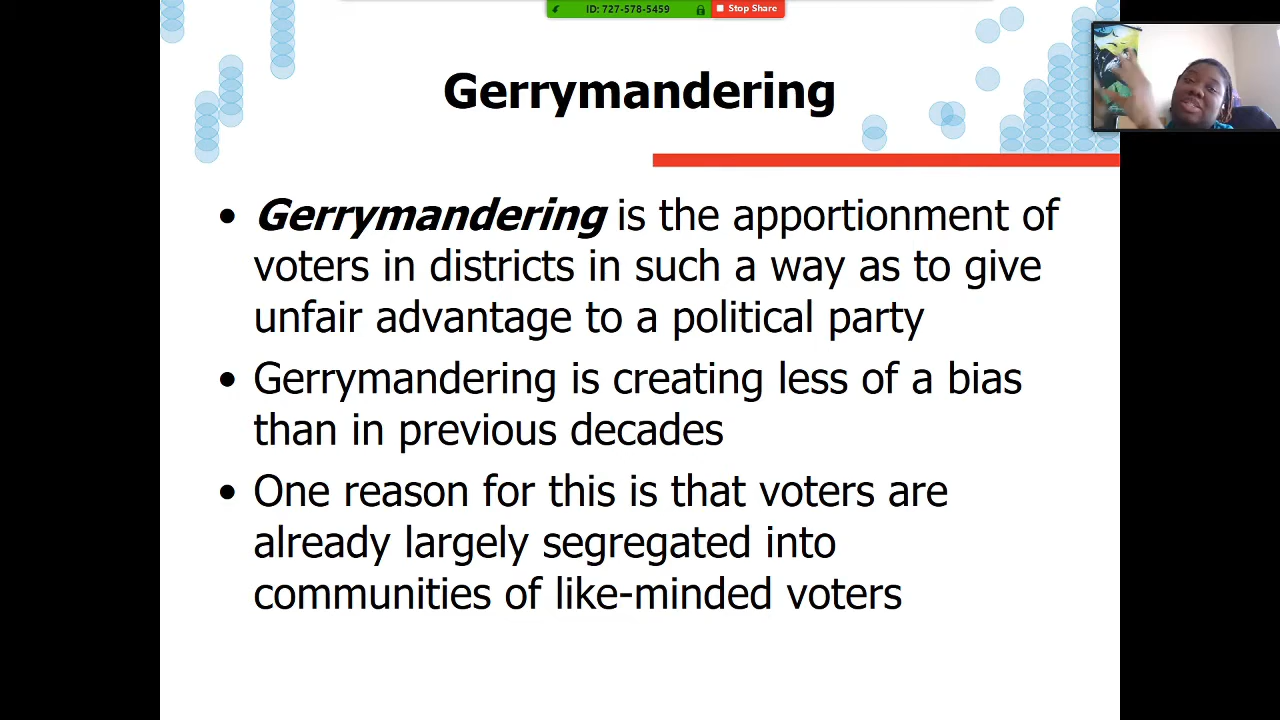 ID: 727-578-5459
Stop Share
Gerrymandering
• Gerrymandering is the apportionment of
voters in districts in such a way as to give
unfair advantage to a political party
• Gerrymandering is creating less of a bias
than in previous decades
• One reason for this is that voters are
already largely segregated into
communities of like-minded voters